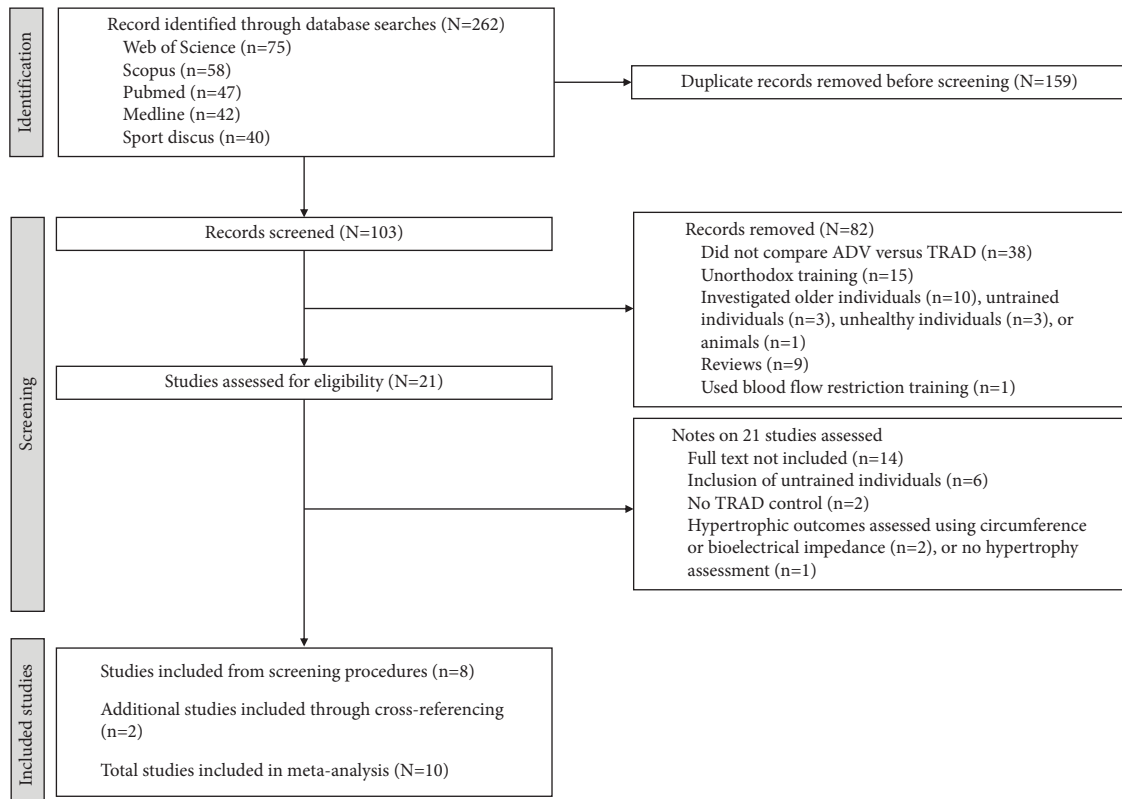 Identification
Record identified through database searches (N=262)
Web of Science (n=75)
Scopus (n=58)
Pubmed (n=47)
Medline (n=42)
Sport discus (n=40)
Duplicate records removed before screening (N=159)
Screening
Records screened (N=103)
Records removed (N=82)
Did not compare ADV versus TRAD (n=38)
Unorthodox training (n=15)
Investigated older individuals (n=10), untrained
individuals (n=3), unhealthy individuals (n=3), or
animals (n=1)
Reviews (n=9)
Used blood flow restriction training (n=1)
Studies assessed for eligibility (N=21)
Notes on 21 studies assessed
Full text not included (n=14)
Inclusion of untrained individuals (n=6)
No TRAD control (n=2)
Hypertrophic outcomes assessed using circumference
or bioelectrical impedance (n=2), or no hypertrophy
assessment (n=1)
Included studies
Studies included from screening procedures (n=8)
Additional studies included through cross-referencing
(n=2)
Total studies included in meta-analysis (N=10)